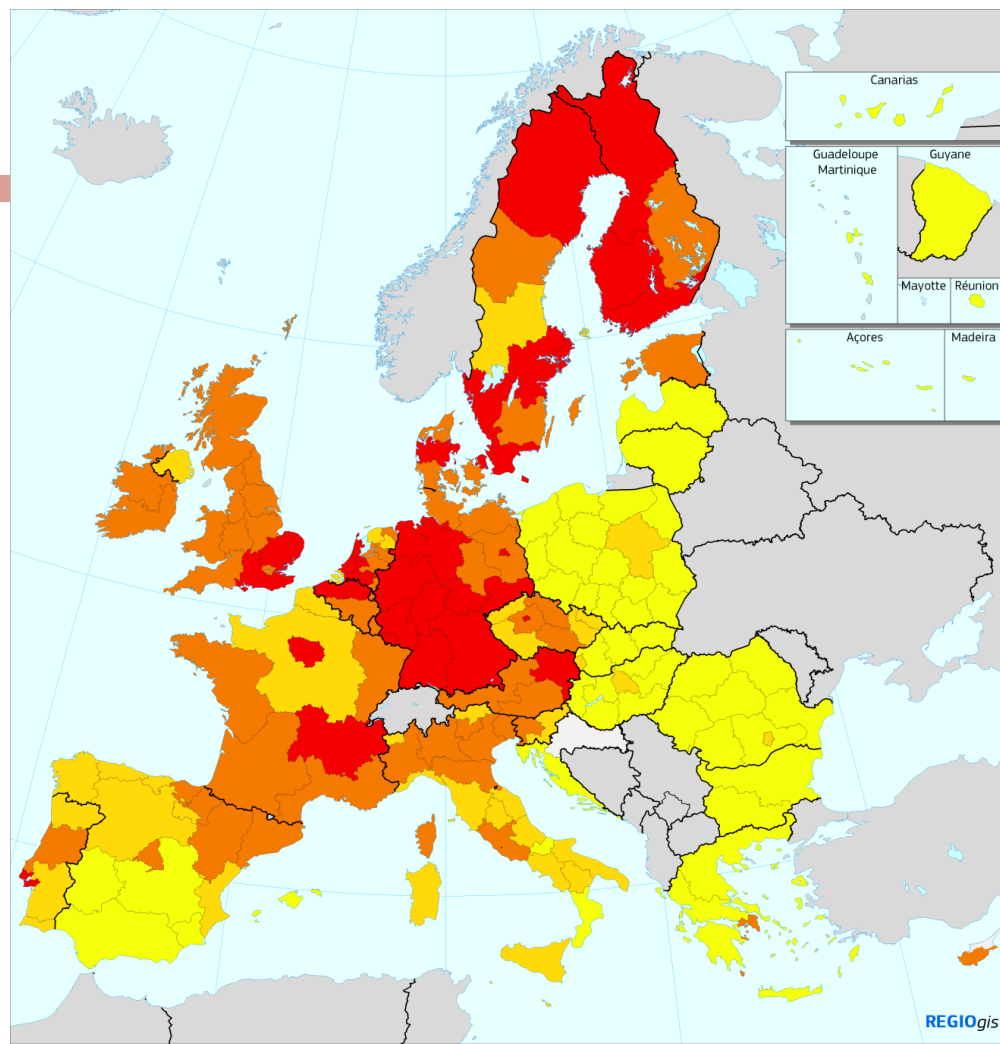 Canarias
Guadeloupe
Martinique
Guyane
Mayotte
Réunion
Açores
Madeira
REGIOgis